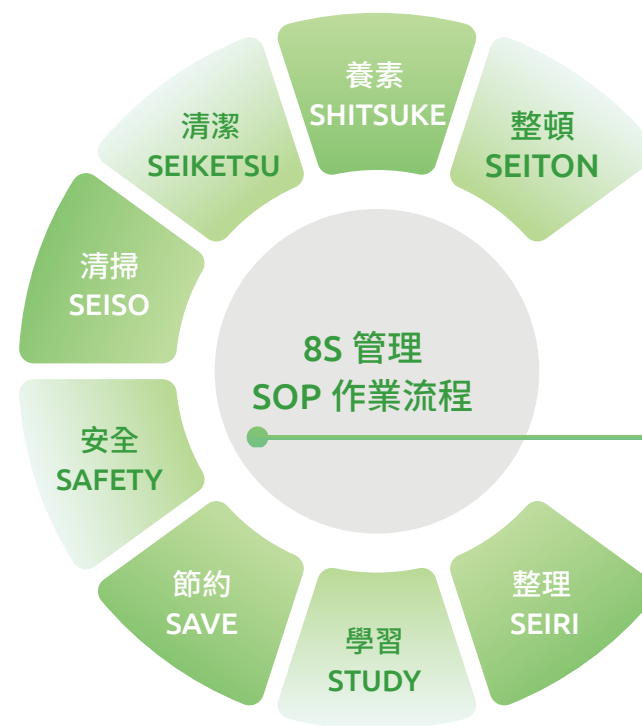 養素
SHITSUKE
整頓
SEITON
清潔
SEIKETSU
清掃
SEISO
8S 管理
SOP 作業流程
安全
SAFETY
節約
SAVE
學習
STUDY
整理
SEIRI